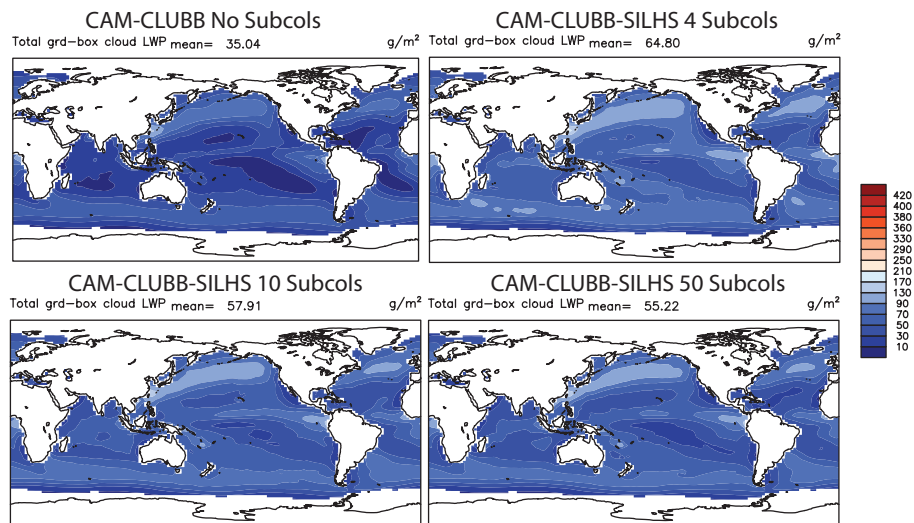 CAM-CLUBB No Subcols
Total grd-box cloud LWP mean= 35.04 g/m²
CAM-CLUBB-SILHS 4 Subcols
Total grd-box cloud LWP mean= 64.80 g/m²
420
400
380
360
330
290
250
210
170
130
90
70
50
30
10
CAM-CLUBB-SILHS 10 Subcols
Total grd-box cloud LWP mean= 57.91 g/m²
CAM-CLUBB-SILHS 50 Subcols
Total grd-box cloud LWP mean= 55.22 g/m²